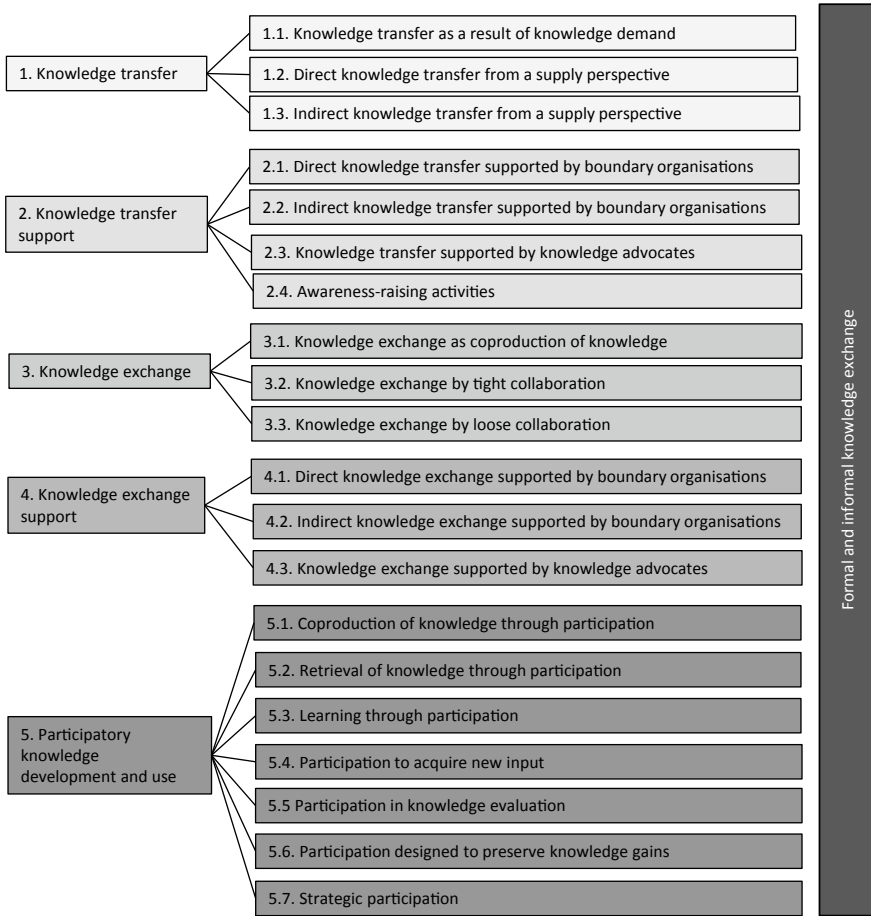 1. Knowledge transfer
1.1. Knowledge transfer as a result of knowledge demand
1.2. Direct knowledge transfer from a supply perspective
1.3. Indirect knowledge transfer from a supply perspective
2. Knowledge transfer
support
2.1. Direct knowledge transfer supported by boundary organisations
2.2. Indirect knowledge transfer supported by boundary organisations
2.3. Knowledge transfer supported by knowledge advocates
2.4. Awareness-raising activities
3. Knowledge exchange
3.1. Knowledge exchange as coproduction of knowledge
3.2. Knowledge exchange by tight collaboration
3.3. Knowledge exchange by loose collaboration
4. Knowledge exchange
support
4.1. Direct knowledge exchange supported by boundary organisations
4.2. Indirect knowledge exchange supported by boundary organisations
4.3. Knowledge exchange supported by knowledge advocates
5. Participatory
knowledge
development and use
5.1. Coproduction of knowledge through participation
5.2. Retrieval of knowledge through participation
5.3. Learning through participation
5.4. Participation to acquire new input
5.5 Participation in knowledge evaluation
5.6. Participation designed to preserve knowledge gains
5.7. Strategic participation
Formal and informal knowledge exchange